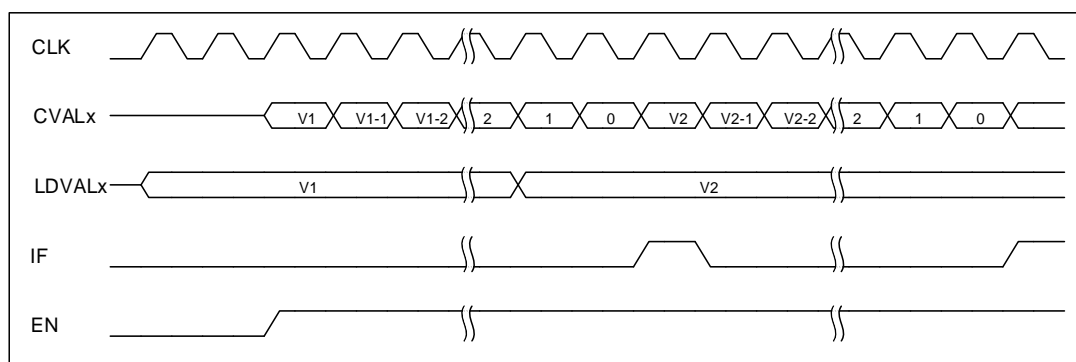 CLK
CVALx V1 V1-1 V1-2 2 1 0 V2 V2-1 V2-2 2 1 0
LDVALx V1 V2
IF
EN